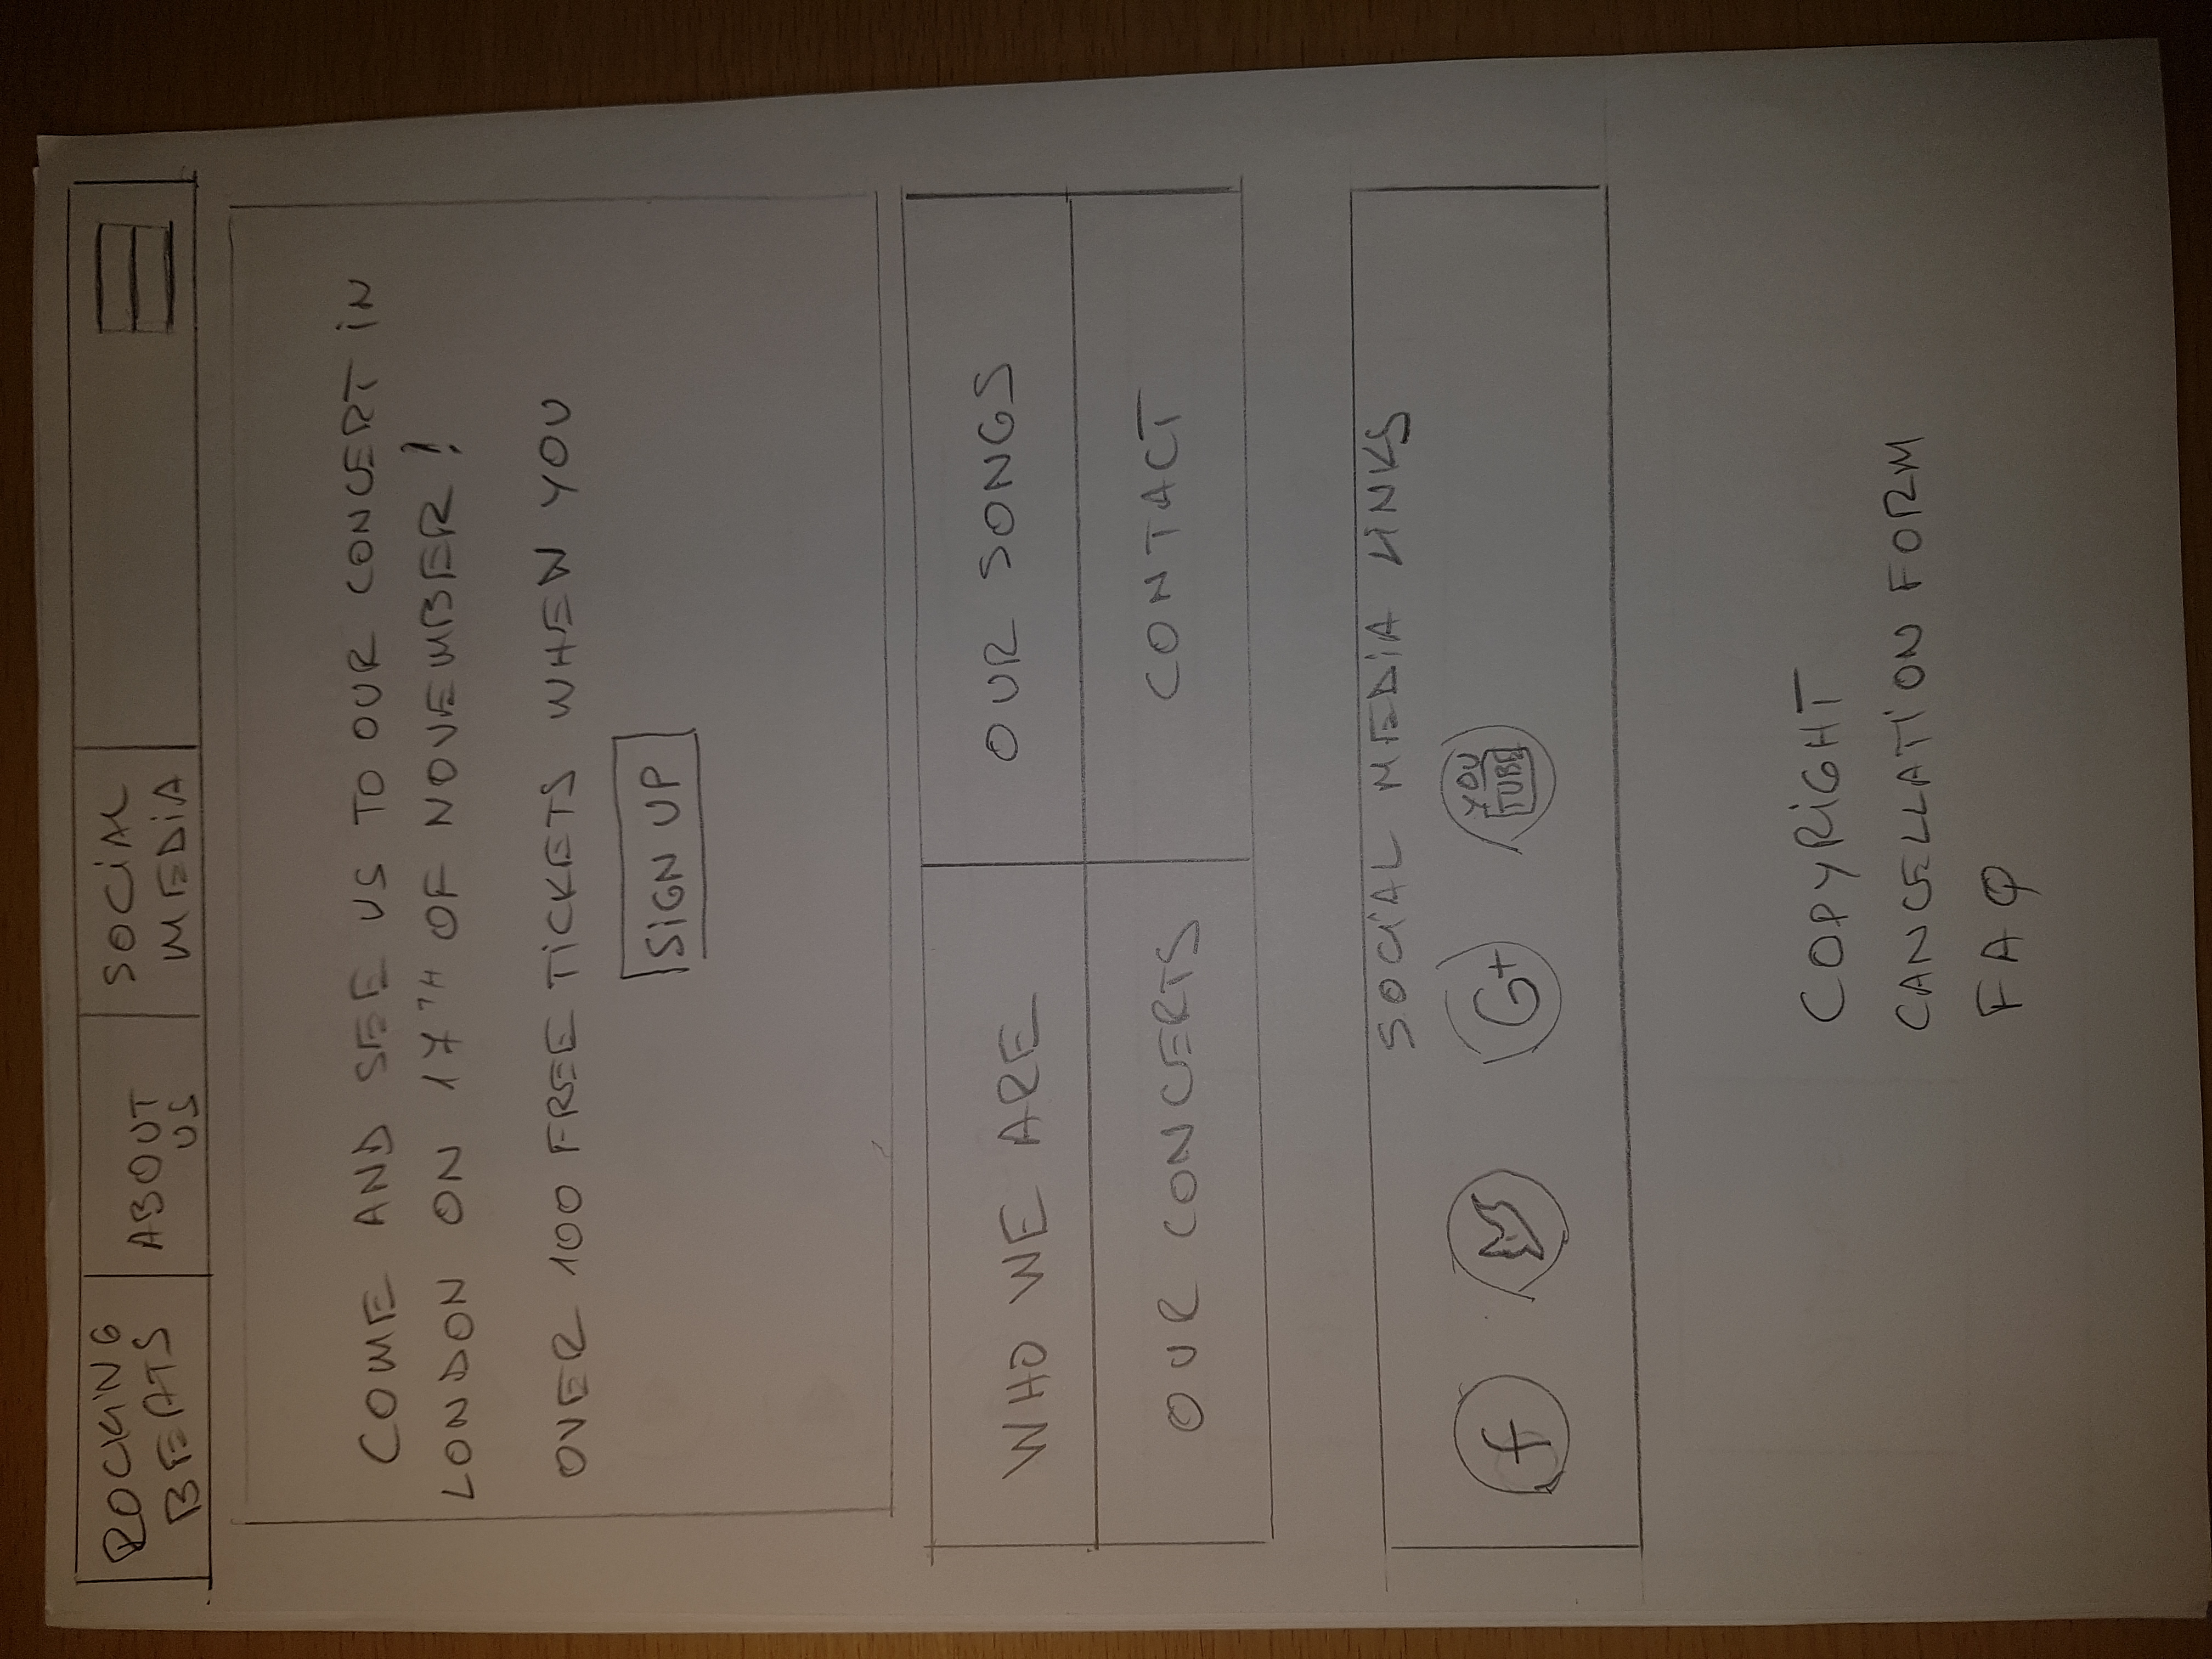 ROCKING
BEATS
ABOUT
US
SOCIAL
MEDIA
COME AND SEE US TO OUR CONCERT IN
LONDON ON 17TH OF NOVEMBER!
OVER 100 FREE TICKETS WHEN YOU
SIGN UP
WHO WE ARE
OUR SONGS
OUR CONCERTS
CONTACT
SOCIAL MEDIA LINKS
f
G+
YOU
TUBE
COPYRIGHT
CANCELLATION FORM
FAQ